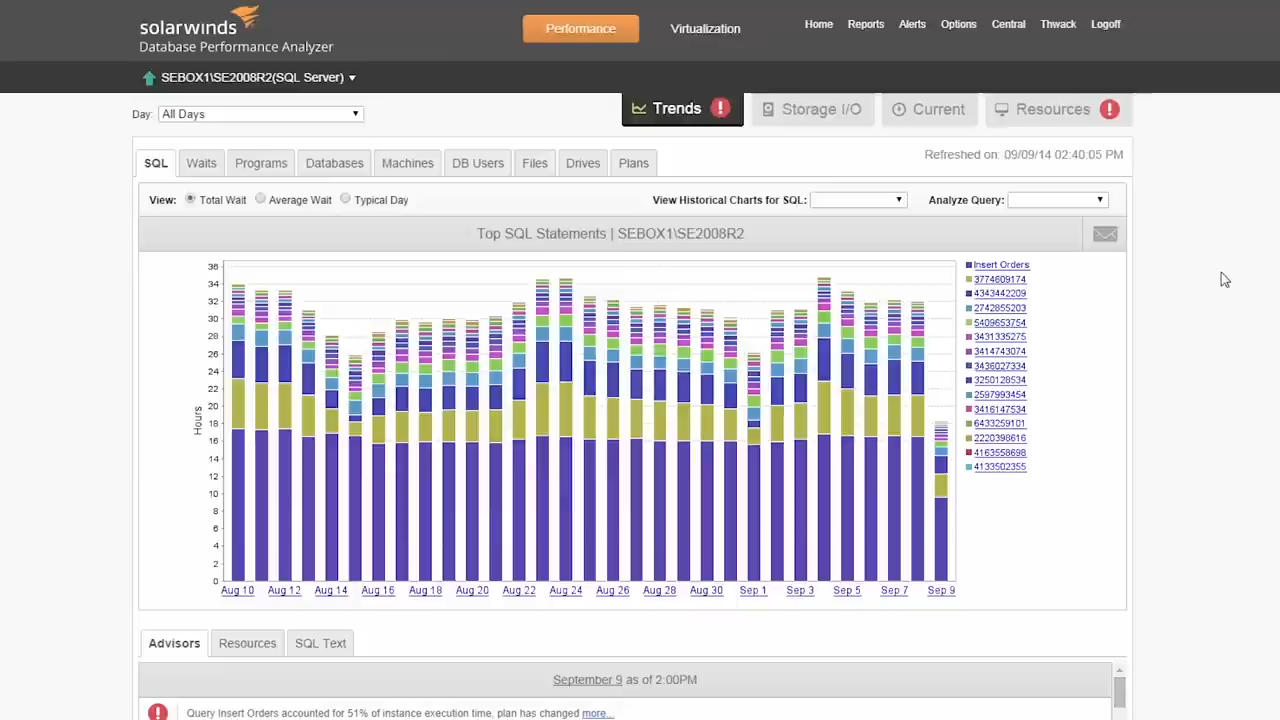 solarwinds
Database Performance Analyzer
Performance
Virtualization
Home Reports Alerts Options Central Thwack Logoff
SEBOX1\SE2008R2(SQL Server)
Day: All Days
Trends Storage I/O Current Resources
SQL Waits Programs Databases Machines DB Users Files Drives Plans
Refreshed on: 09/09/14 02:40:05 PM
View: Total Wait Average Wait Typical Day
View Historical Charts for SQL:
Analyze Query:
Top SQL Statements | SEBOX1\SE2008R2
Hours
36
34
32
30
28
26
24
22
20
18
16
14
12
10
8
6
4
2
0
Aug 10 Aug 12 Aug 14 Aug 16 Aug 18 Aug 20 Aug 22 Aug 24 Aug 26 Aug 28 Aug 30 Sep 1 Sep 3 Sep 5 Sep 7 Sep 9
Insert Orders
3774609174
4343442209
2742855203
5409653754
3431335275
3414743074
3436027334
3250128534
2597993454
3416147534
6433259101
2220398616
4163558698
4133502355
Advisors Resources SQL Text
September 9 as of 2:00PM
Query Insert Orders accounted for 51% of instance execution time, plan has changed more...